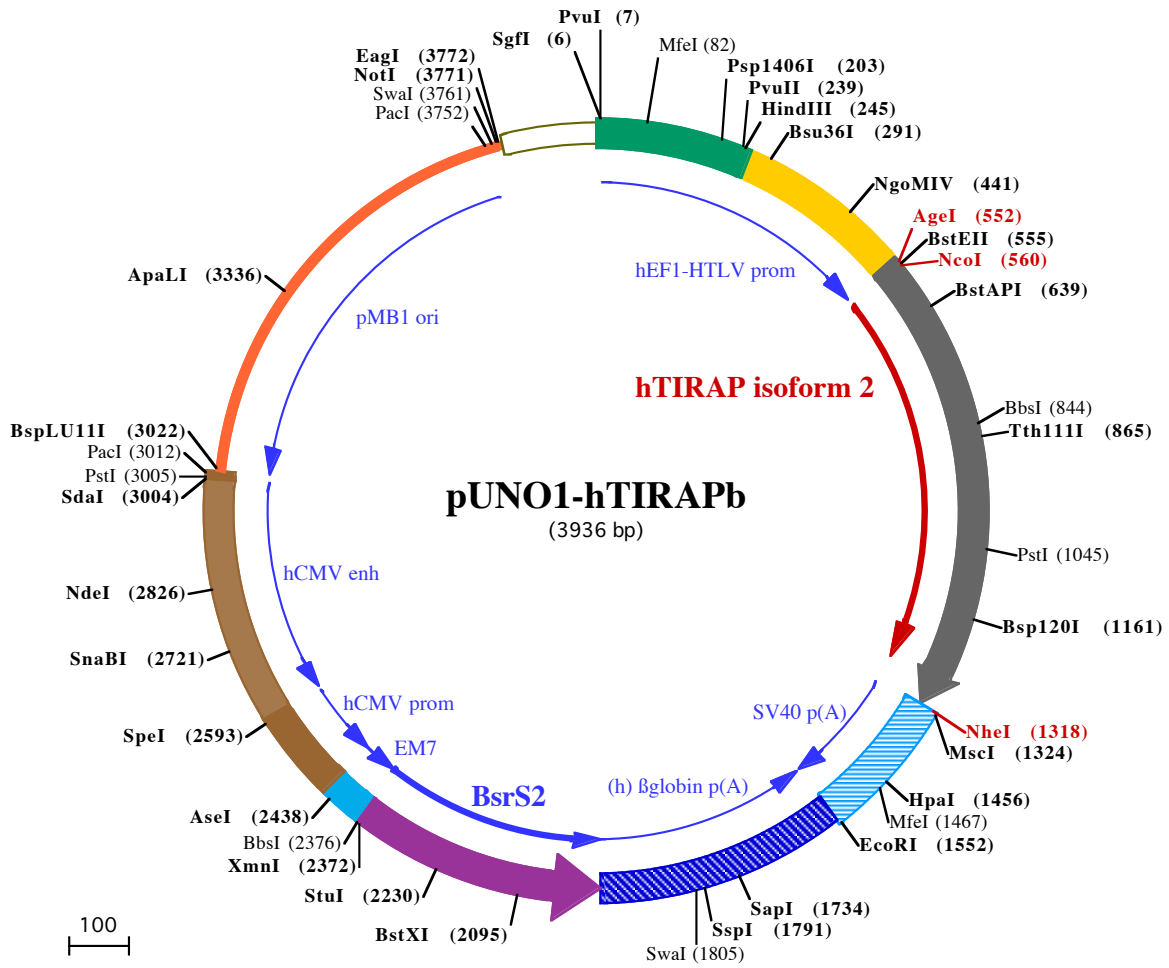 PvuI (7)
SgfI (6)
MfeI (82)
EagI (3772)
Psp1406I (203)
NotI (3771)
PvuII (239)
SwaI (3761)
HindIII (245)
PacI (3752)
Bsu36I (291)
NgoMIV (441)
AgeI (552)
BstEII (555)
NcoI (560)
hEF1-HTLV prom
ApaLI (3336)
BstAPI (639)
pMB1 ori
hTIRAP isoform 2
BbsI (844)
BspLU11I (3022)
Tth111I (865)
PacI (3012)
PstI (3005)
SdaI (3004)
pUNO1-hTIRAPb
(3936 bp)
PstI (1045)
hCMV enh
NdeI (2826)
Bsp120I (1161)
SnaBI (2721)
hCMV prom
SV40 p(A)
SpeI (2593)
NheI (1318)
EM7
MscI (1324)
(h) ßglobin p(A)
BsrS2
HpaI (1456)
AseI (2438)
MfeI (1467)
BbsI (2376)
EcoRI (1552)
XmnI (2372)
StuI (2230)
SapI (1734)
100
BstXI (2095)
SspI (1791)
SwaI (1805)